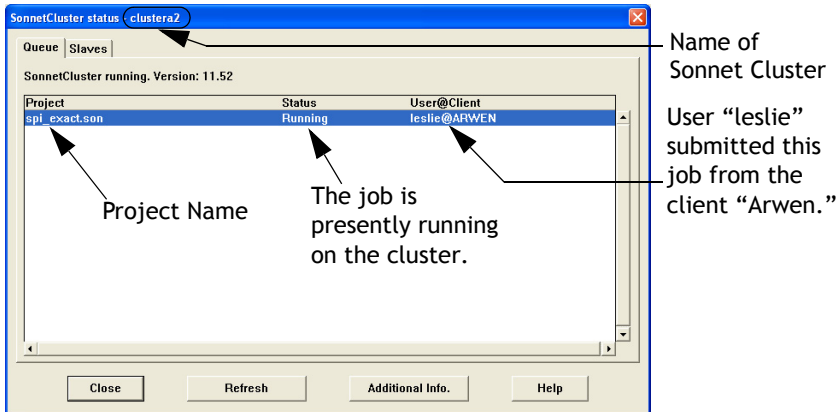 SonnetCluster status - clustera2
Queue Slaves
SonnetCluster running. Version: 11.52
Project Status User@Client
spi_exact.son Running leslie@ARWEN
Name of
Sonnet Cluster
User “leslie”
submitted this
job from the
client “Arwen.”
Project Name
The job is
presently running
on the cluster.
Close Refresh Additional Info. Help